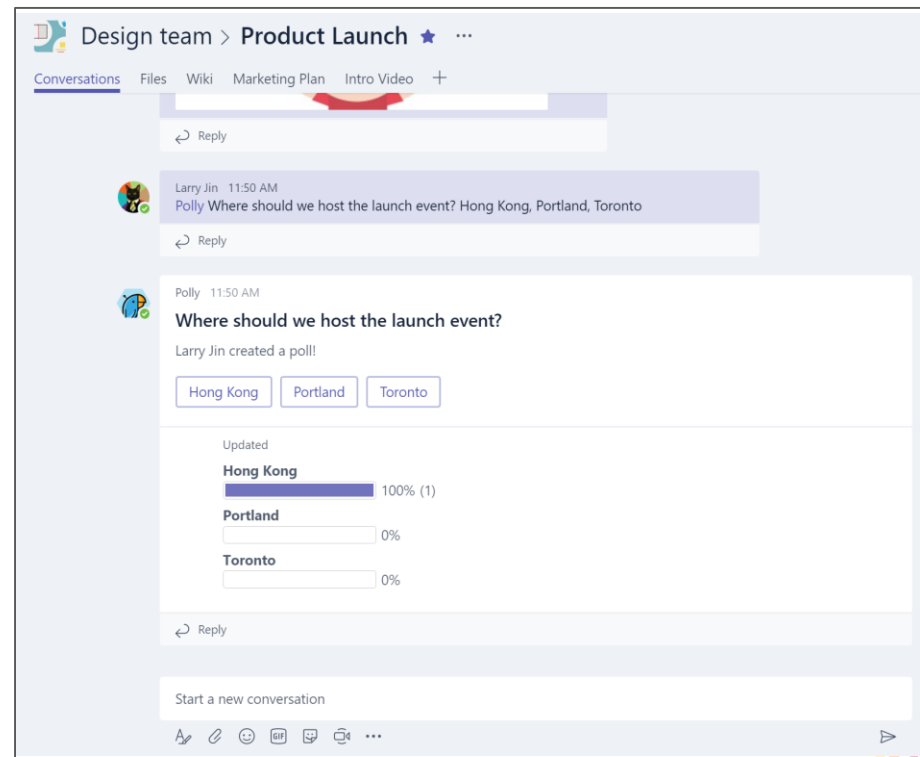 Design team > Product Launch ★ ···
Conversations Files Wiki Marketing Plan Intro Video +
Reply
Larry Jin 11:50 AM
Polly Where should we host the launch event? Hong Kong, Portland, Toronto
Reply
Polly 11:50 AM
Where should we host the launch event?
Larry Jin created a poll!
Hong Kong Portland Toronto
Updated
Hong Kong
100% (1)
Portland
0%
Toronto
0%
Reply
Start a new conversation
GIF